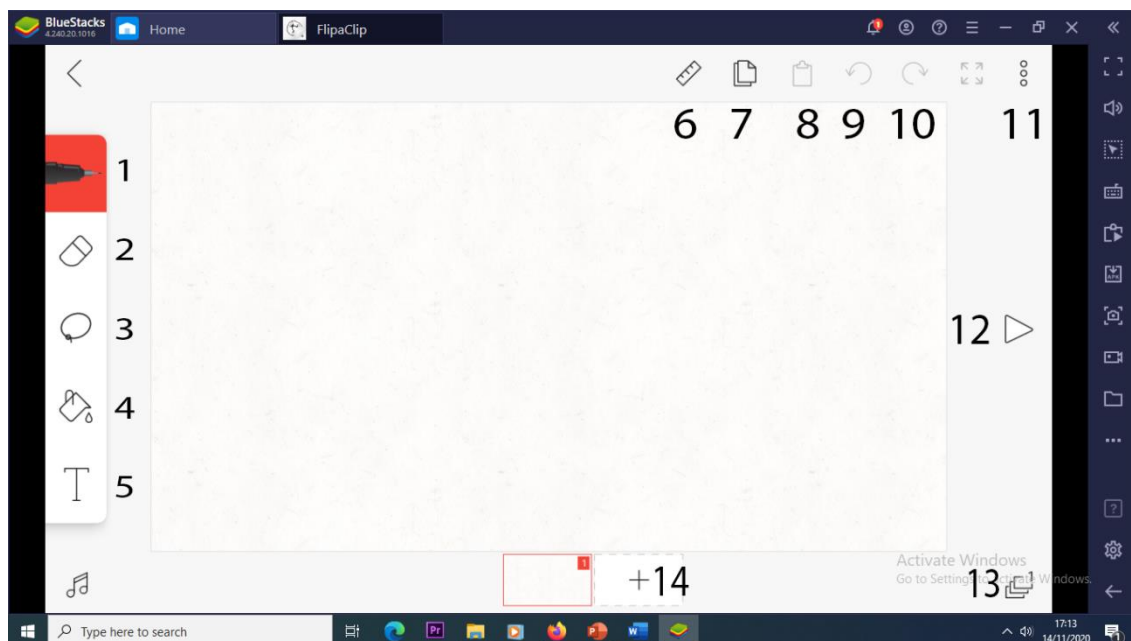 BlueStacks
4.240.20.1016
Home
FlipaClip
6 7 8 9 10 11
1
2
3
12
4
5
T
1
+14
Activate Windows
Go to Settings to activate Windows.
13
1
Type here to search
17:13
14/11/2020